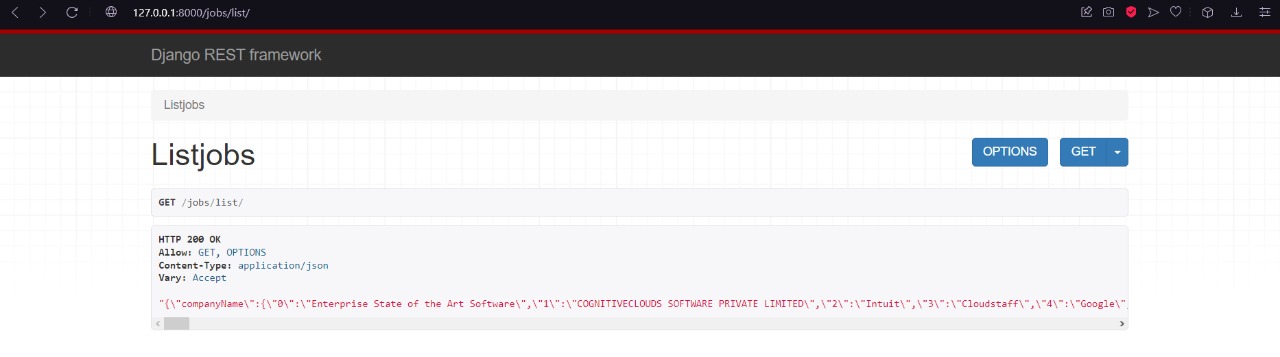 127.0.0.1:8000/jobs/list/
Django REST framework
Listjobs
Listjobs
OPTIONS
GET
GET /jobs/list/
HTTP 200 OK
Allow: GET, OPTIONS
Content-Type: application/json
Vary: Accept
"{\"companyName\":{\"0\":\"Enterprise State of the Art Software\",\"1\":\"COGNITIVECLOUDS SOFTWARE PRIVATE LIMITED\",\"2\":\"Intuit\",\"3\":\"Cloudstaff\",\"4\":\"Google\"